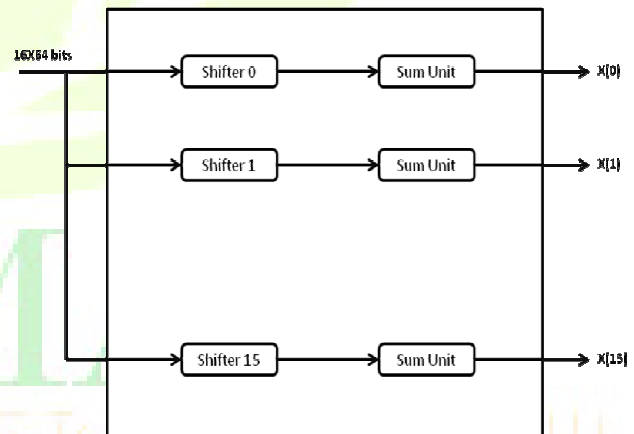 16X64 bits
Shifter 0
Sum Unit
X[0]
Shifter 1
Sum Unit
X[1]
Shifter 15
Sum Unit
X[15]